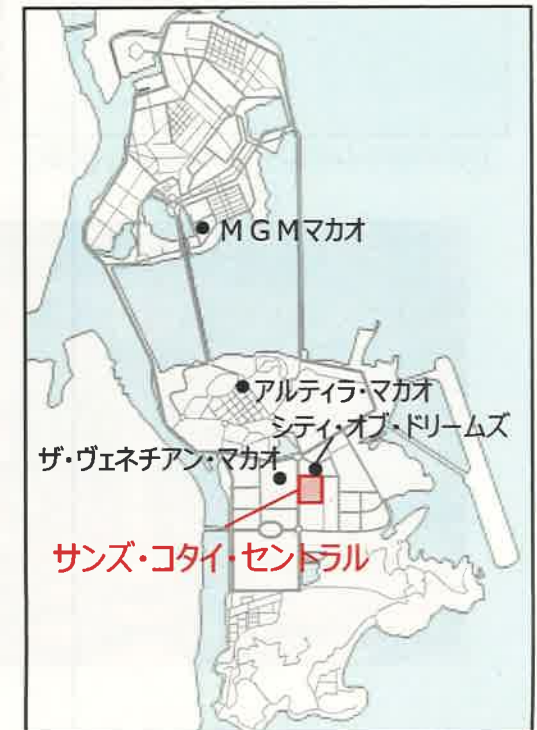 MGMマカオ
アルティラ・マカオ
シティ・オブ・ドリームズ
ザ・ヴェネチアン・マカオ
サンズ・コタイ・セントラル